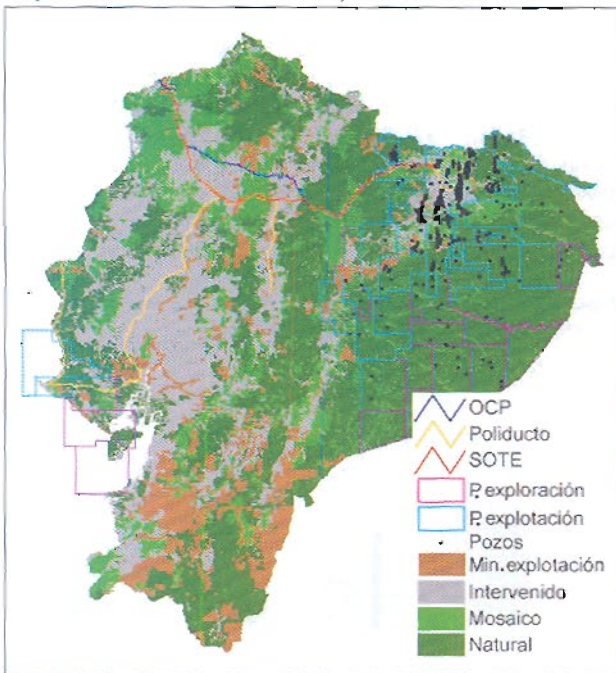 OCP
Poliducto
SOTE
P. exploración
P. explotación
Pozos
Min. explotación
Intervenido
Mosaico
Natural